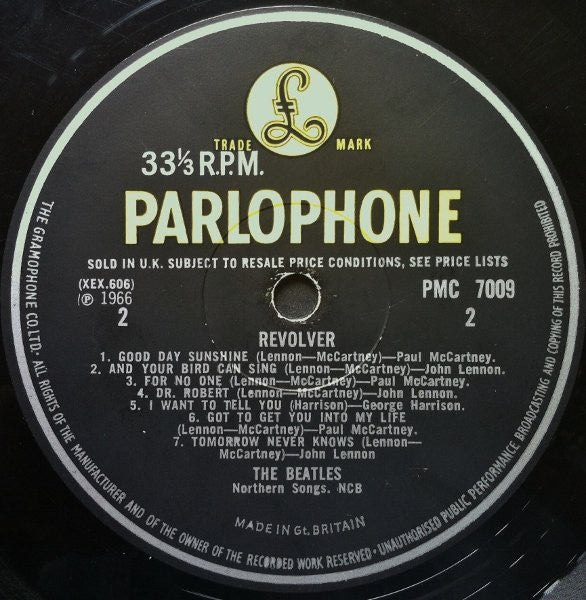 £
TRADE MARK
33⅓ R.P.M.
PARLOPHONE
SOLD IN U.K. SUBJECT TO RESALE PRICE CONDITIONS, SEE PRICE LISTS
(XEX.606)
℗ 1966
2
PMC 7009
2
REVOLVER
1. GOOD DAY SUNSHINE (Lennon—McCartney)—Paul McCartney.
2. AND YOUR BIRD CAN SING (Lennon—McCartney)—John Lennon.
3. FOR NO ONE (Lennon—McCartney)—Paul McCartney.
4. DR. ROBERT (Lennon—McCartney)—John Lennon.
5. I WANT TO TELL YOU (Harrison)—George Harrison.
6. GOT TO GET YOU INTO MY LIFE
(Lennon—McCartney)—Paul McCartney.
7. TOMORROW NEVER KNOWS (Lennon—
McCartney)—John Lennon
THE BEATLES
Northern Songs. NCB
MADE IN Gt. BRITAIN
THE GRAMOPHONE CO. LTD. · ALL RIGHTS OF THE MANUFACTURER AND OF THE OWNER OF THE RECORDED WORK RESERVED · UNAUTHORISED PUBLIC PERFORMANCE BROADCASTING AND COPYING OF THIS RECORD PROHIBITED